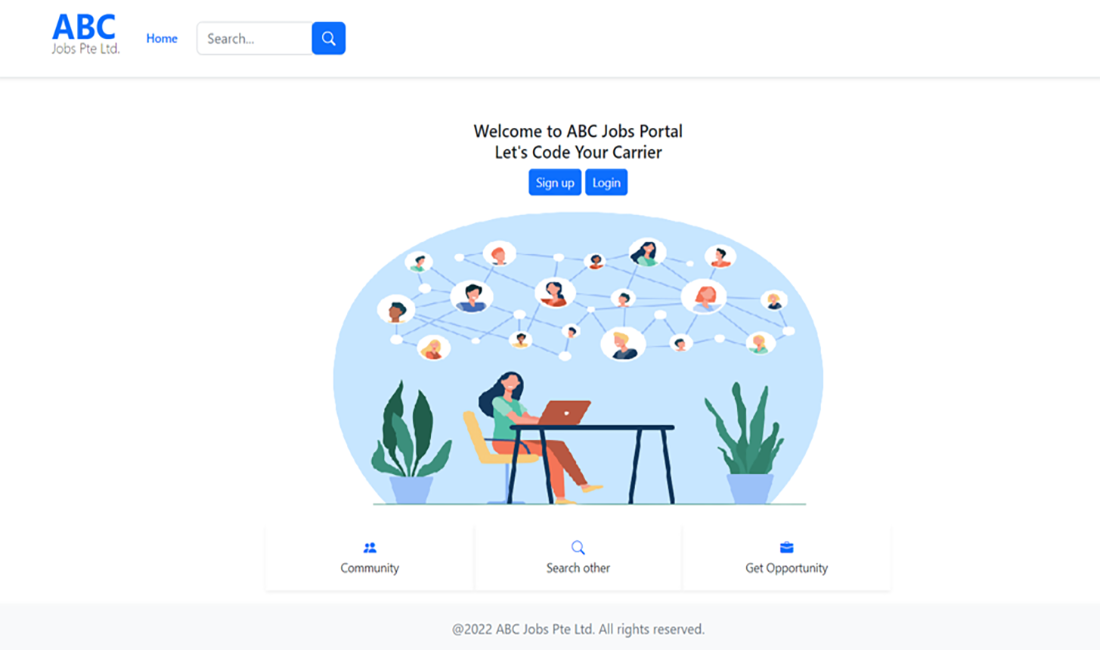 ABC
Jobs Pte Ltd.
Home
Search...
Welcome to ABC Jobs Portal
Let's Code Your Carrier
Sign up
Login
Community
Search other
Get Opportunity
@2022 ABC Jobs Pte Ltd. All rights reserved.